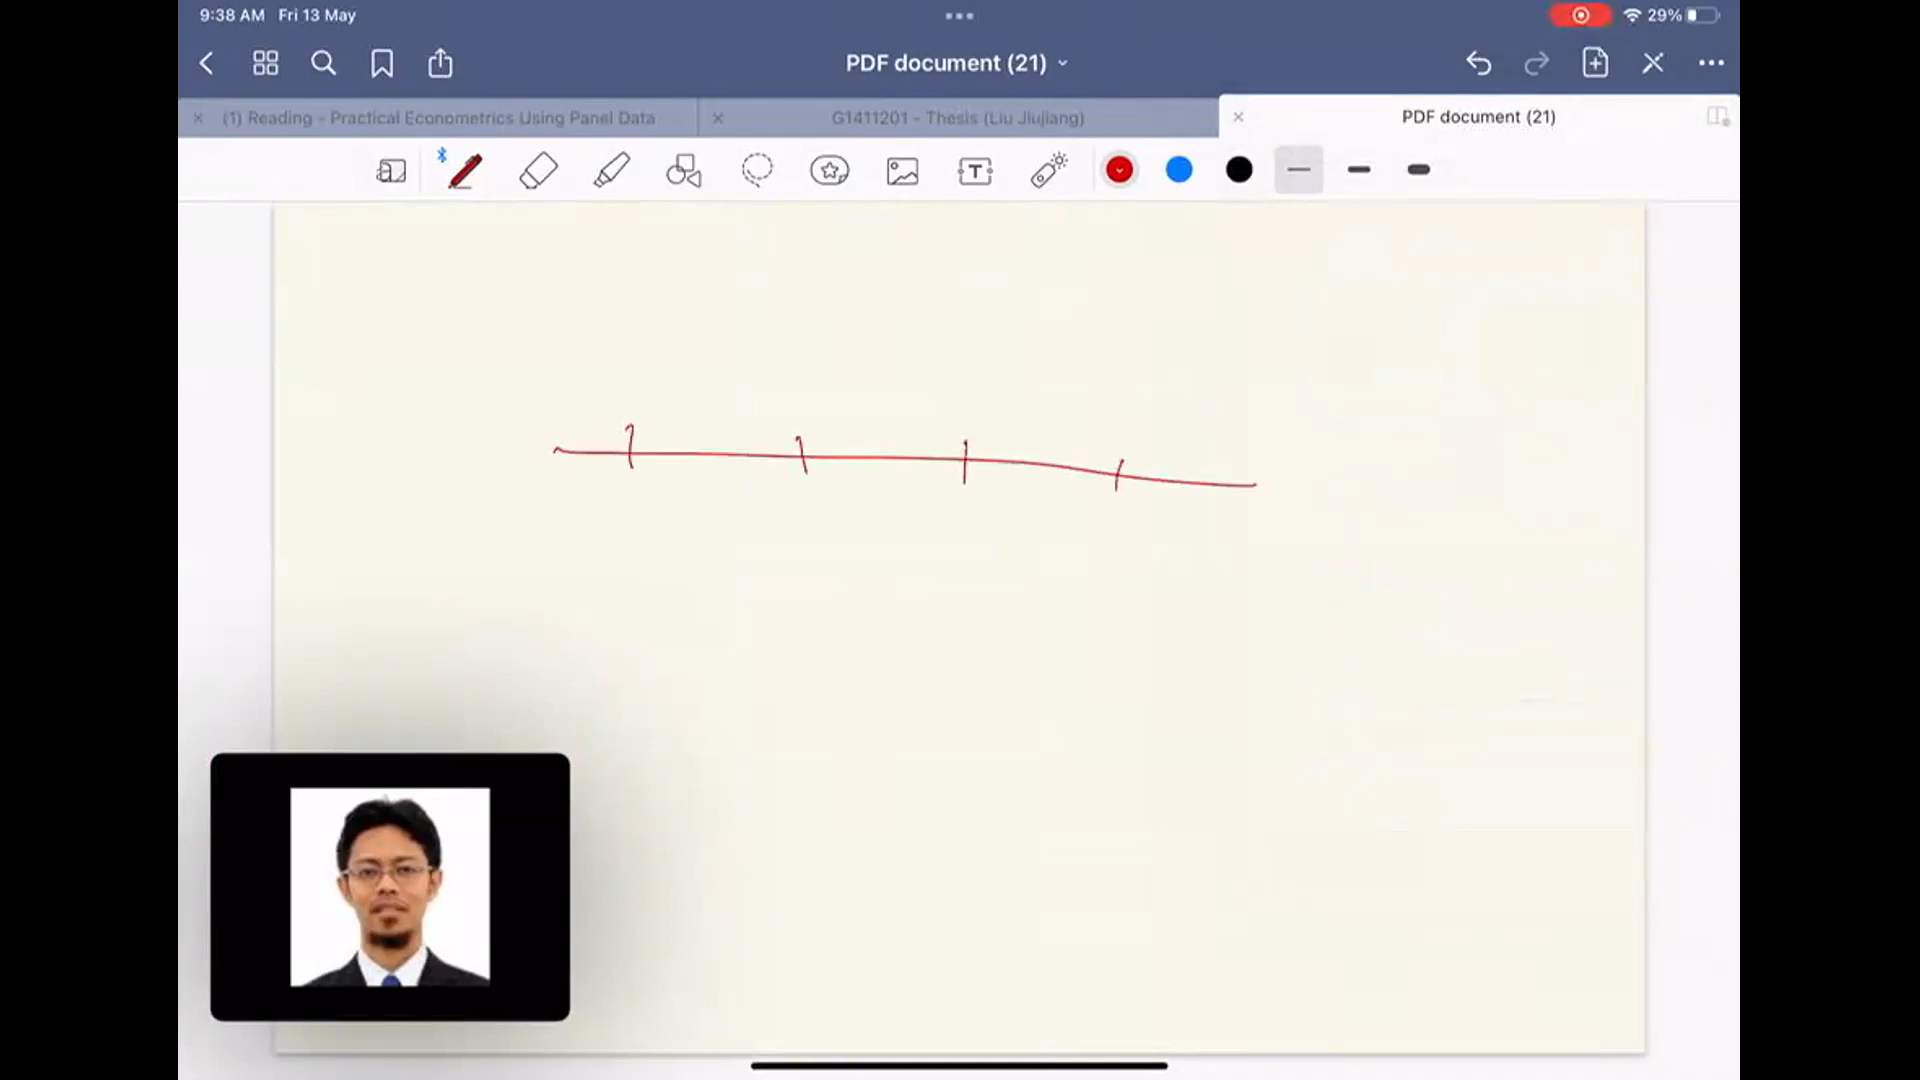 9:38 AM Fri 13 May
29%
PDF document (21)
(1) Reading - Practical Econometrics Using Panel Data
G1411201 - Thesis (Liu Jiujiang)
PDF document (21)
T